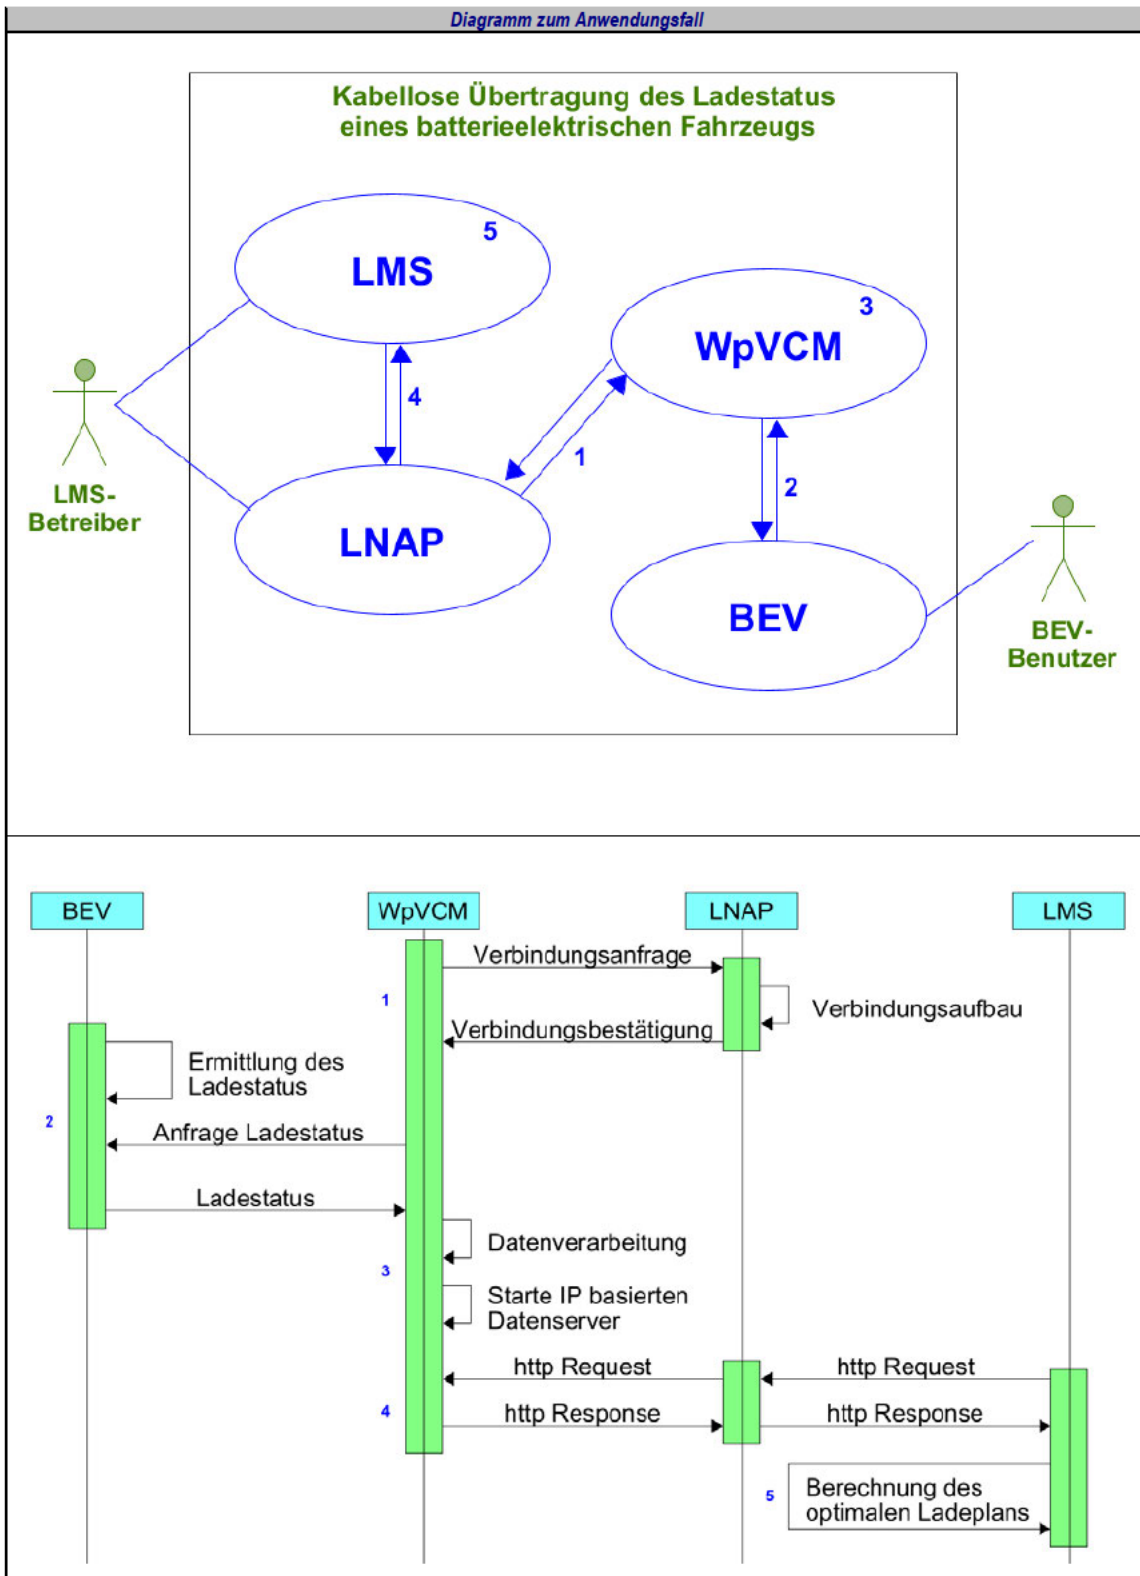 Diagramm zum Anwendungsfall
Kabellose Übertragung des Ladestatus
eines batterieelektrischen Fahrzeugs
5
LMS
3
WpVCM
4
1
2
LMS-
Betreiber
LNAP
BEV
BEV-
Benutzer
BEV
WpVCM
LNAP
LMS
Verbindungsanfrage
1
Verbindungsaufbau
Verbindungsbestätigung
Ermittlung des
Ladestatus
2
Anfrage Ladestatus
Ladestatus
Datenverarbeitung
3
Starte IP basierten
Datenserver
http Request
http Request
4
http Response
http Response
5
Berechnung des
optimalen Ladeplans